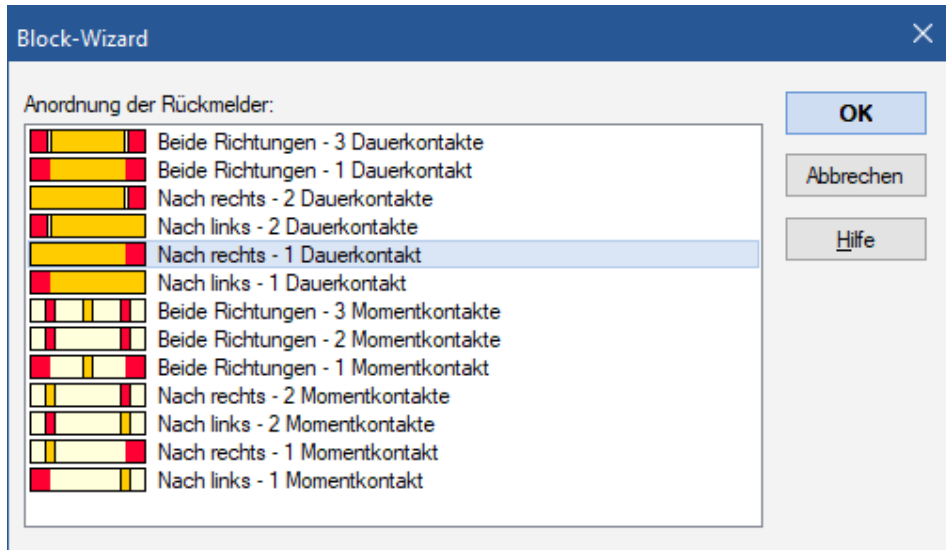 Block-Wizard
Anordnung der Rückmelder:
Beide Richtungen - 3 Dauerkontakte
Beide Richtungen - 1 Dauerkontakt
Nach rechts - 2 Dauerkontakte
Nach links - 2 Dauerkontakte
Nach rechts - 1 Dauerkontakt
Nach links - 1 Dauerkontakt
Beide Richtungen - 3 Momentkontakte
Beide Richtungen - 2 Momentkontakte
Beide Richtungen - 1 Momentkontakt
Nach rechts - 2 Momentkontakte
Nach links - 2 Momentkontakte
Nach rechts - 1 Momentkontakt
Nach links - 1 Momentkontakt
OK
Abbrechen
Hilfe